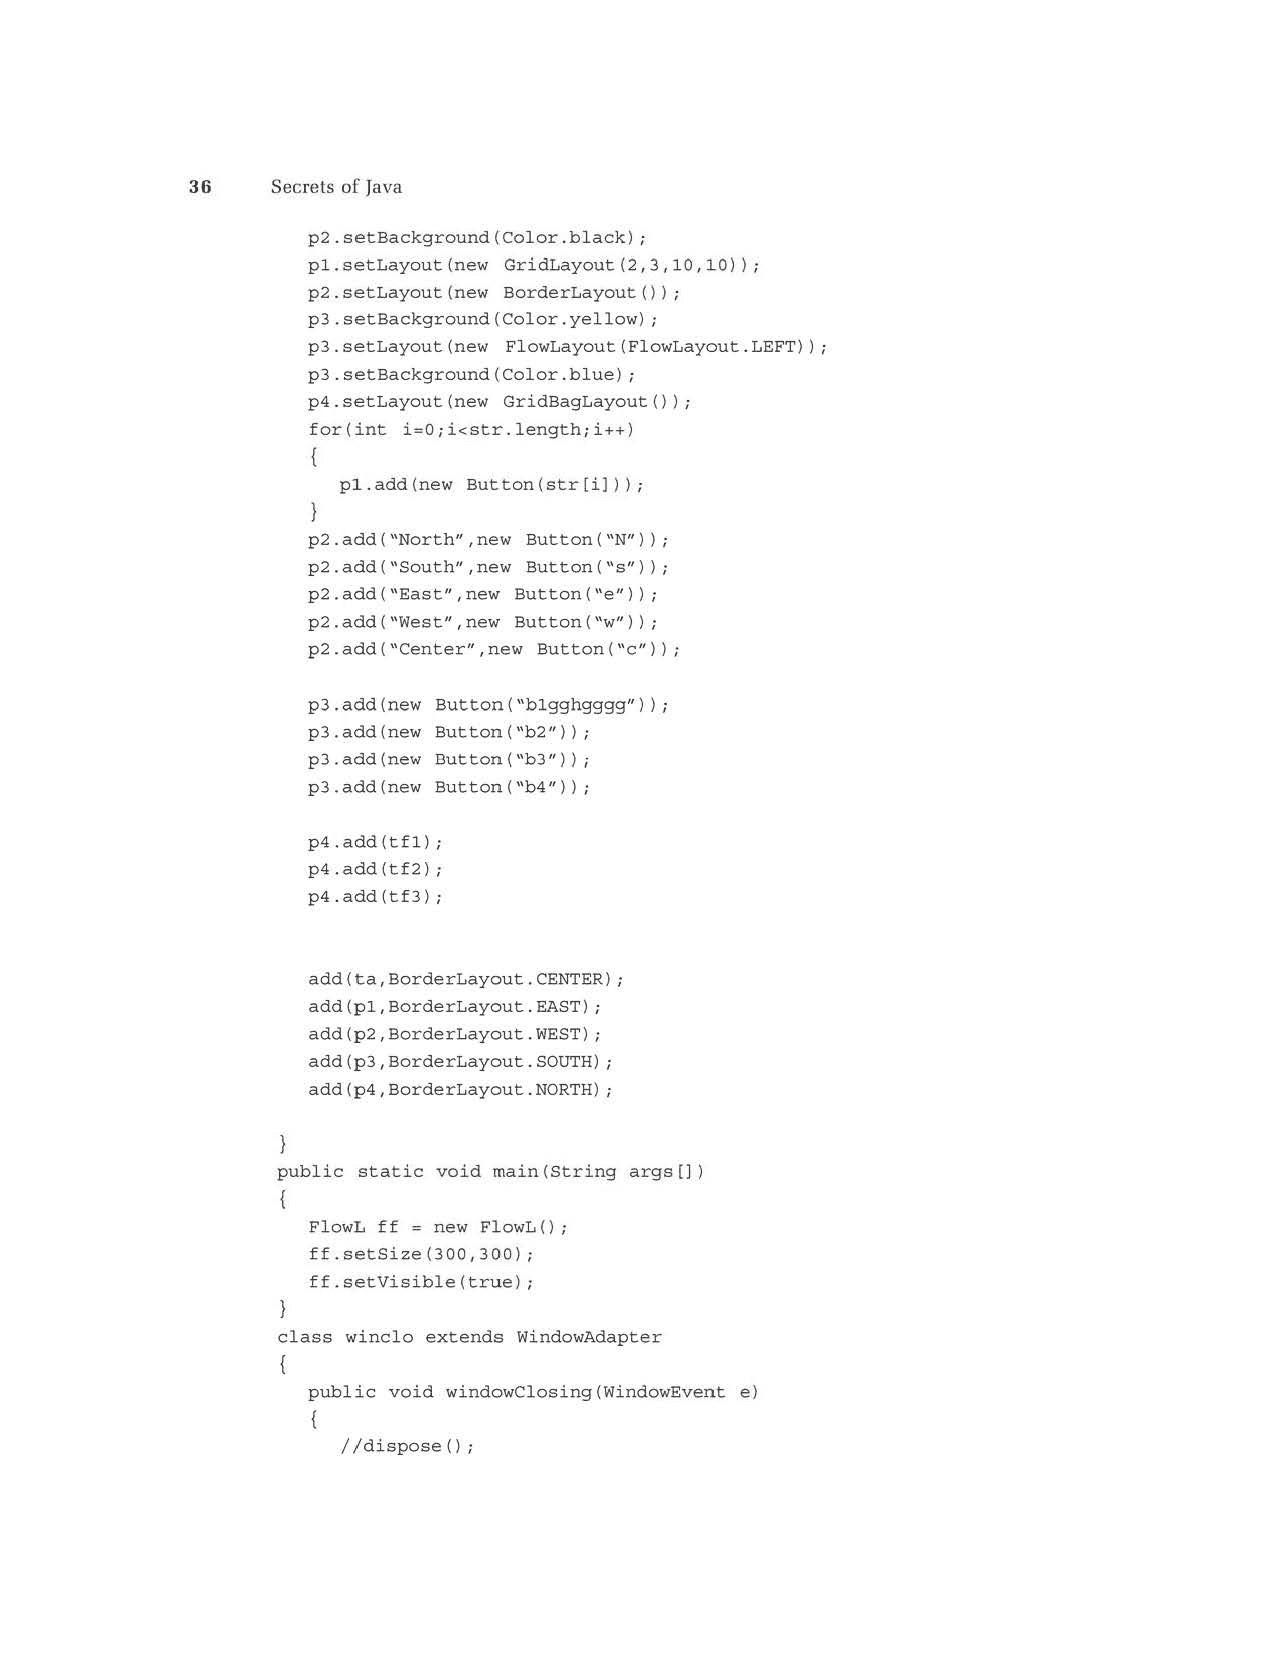 36 Secrets of Java
p2.setBackground(Color.black);
p1.setLayout(new GridLayout(2,3,10,10));
p2.setLayout(new BorderLayout());
p3.setBackground(Color.yellow);
p3.setLayout(new FlowLayout(FlowLayout.LEFT));
p3.setBackground(Color.blue);
p4.setLayout(new GridBagLayout());
for(int i=0;i<str.length;i++)
{
p1.add(new Button(str[i]));
}
p2.add(“North”,new Button(“N”));
p2.add(“South”,new Button(“s”));
p2.add(“East”,new Button(“e”));
p2.add(“West”,new Button(“w”));
p2.add(“Center”,new Button(“c”));
p3.add(new Button(“b1gghgggg”));
p3.add(new Button(“b2”));
p3.add(new Button(“b3”));
p3.add(new Button(“b4”));
p4.add(tf1);
p4.add(tf2);
p4.add(tf3);
add(ta,BorderLayout.CENTER);
add(p1,BorderLayout.EAST);
add(p2,BorderLayout.WEST);
add(p3,BorderLayout.SOUTH);
add(p4,BorderLayout.NORTH);
}
public static void main(String args[])
{
FlowL ff = new FlowL();
ff.setSize(300,300);
ff.setVisible(true);
}
class winclo extends WindowAdapter
{
public void windowClosing(WindowEvent e)
{
//dispose();